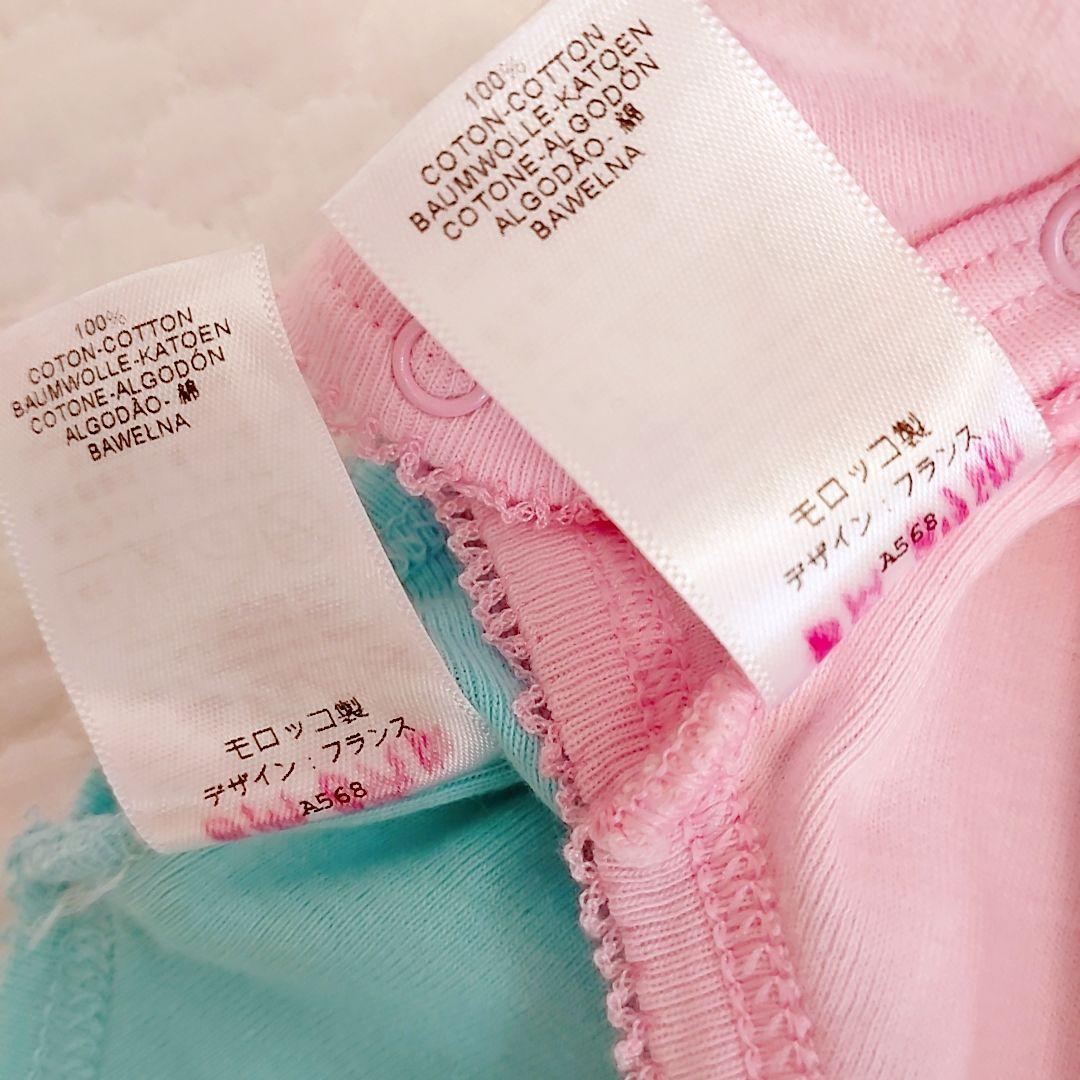 100%
COTON-COTTON
BAUMWOLLE-KATOEN
COTONE-ALGODÓN
ALGODÃO- 綿
BAWEŁNA
モロッコ製
デザイン : フランス
A568
100%
COTON-COTTON
BAUMWOLLE-KATOEN
COTONE-ALGODÓN
ALGODÃO- 綿
BAWEŁNA
モロッコ製
デザイン : フランス
A568